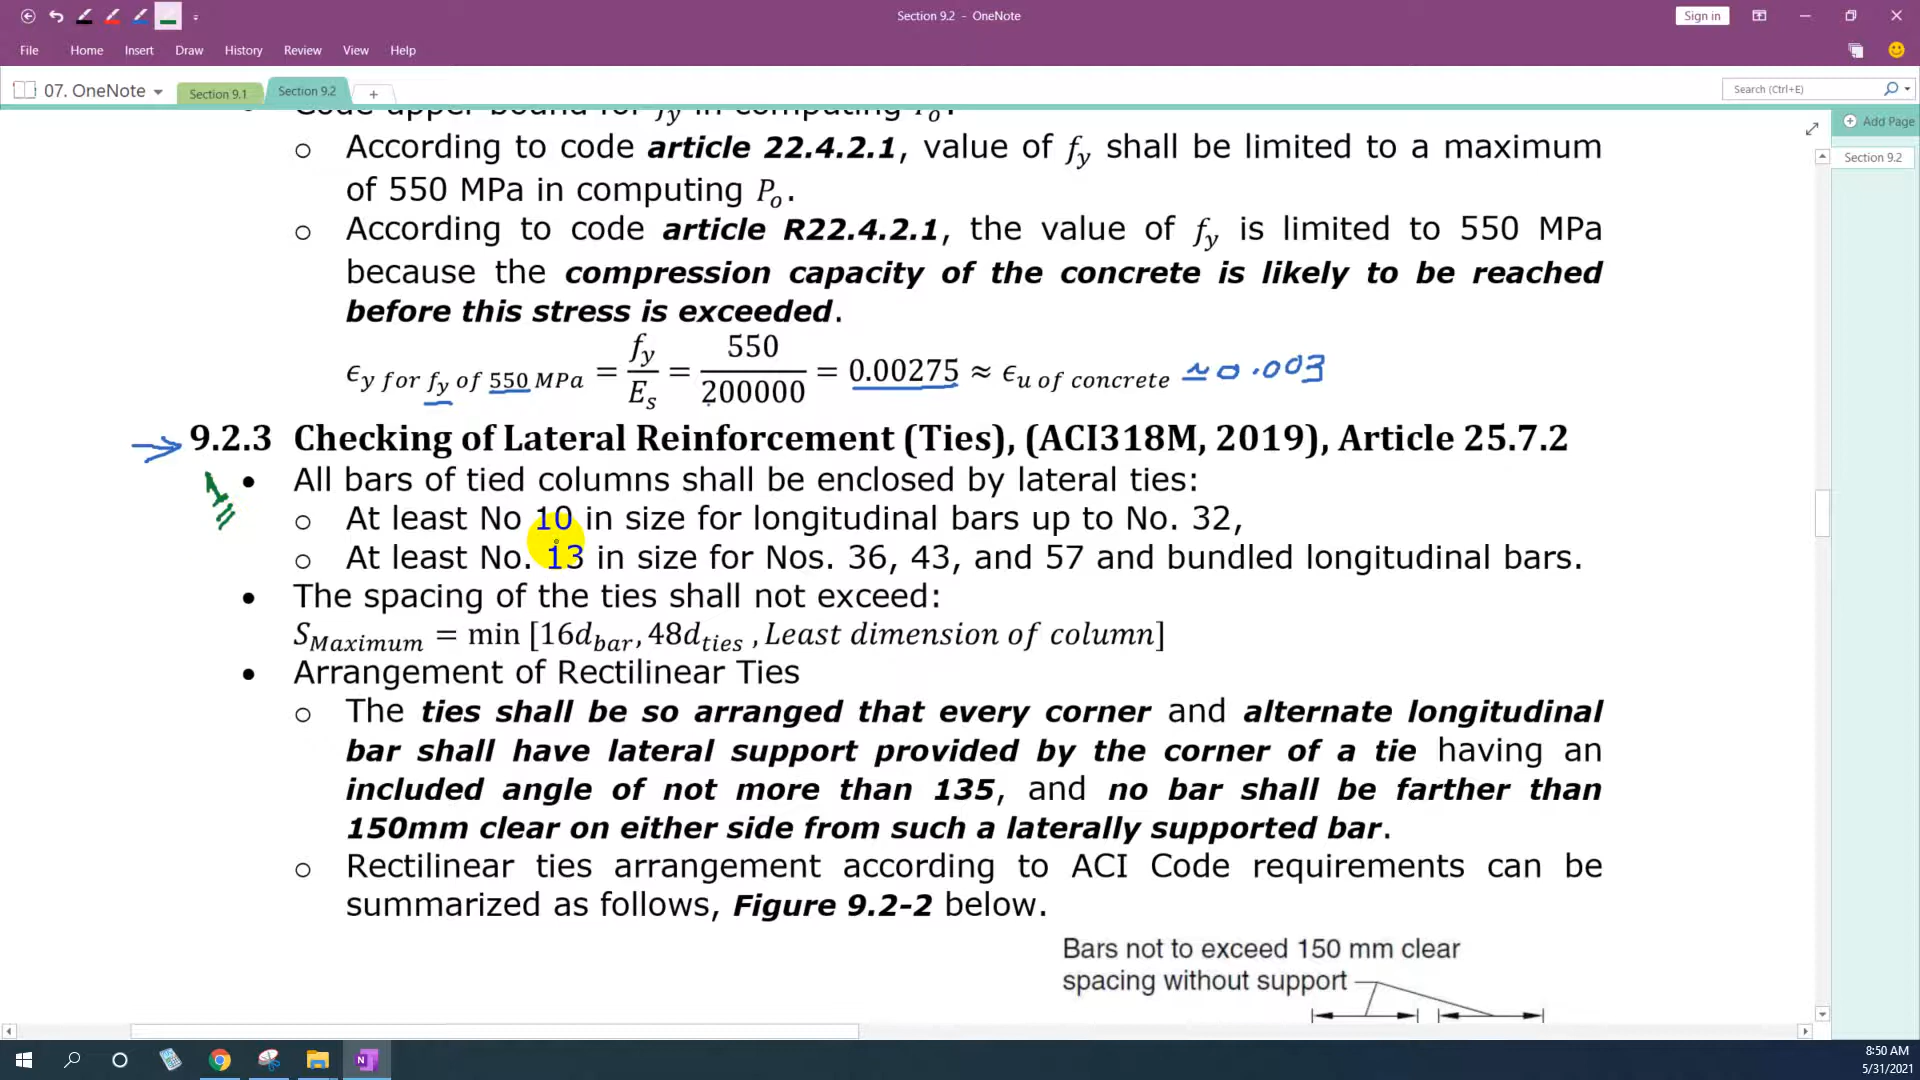 Section 9.2 - OneNote
Sign in
File Home Insert Draw History Review View Help
07. OneNote
Section 9.1
Section 9.2
Search (Ctrl+E)
Add Page
Section 9.2
Code upper bound for fy in computing Po.
o According to code article 22.4.2.1, value of fy shall be limited to a maximum
of 550 MPa in computing Po.
o According to code article R22.4.2.1, the value of fy is limited to 550 MPa
because the compression capacity of the concrete is likely to be reached
before this stress is exceeded.
ϵy for fy of 550 MPa = fy/Es = 550/200000 = 0.00275 ≈ ϵu of concrete ≈ 0.003
9.2.3 Checking of Lateral Reinforcement (Ties), (ACI318M, 2019), Article 25.7.2
• All bars of tied columns shall be enclosed by lateral ties:
o At least No 10 in size for longitudinal bars up to No. 32,
o At least No. 13 in size for Nos. 36, 43, and 57 and bundled longitudinal bars.
• The spacing of the ties shall not exceed:
SMaximum = min [16dbar, 48dties , Least dimension of column]
• Arrangement of Rectilinear Ties
o The ties shall be so arranged that every corner and alternate longitudinal
bar shall have lateral support provided by the corner of a tie having an
included angle of not more than 135, and no bar shall be farther than
150mm clear on either side from such a laterally supported bar.
o Rectilinear ties arrangement according to ACI Code requirements can be
summarized as follows, Figure 9.2-2 below.
Bars not to exceed 150 mm clear
spacing without support
8:50 AM
5/31/2021